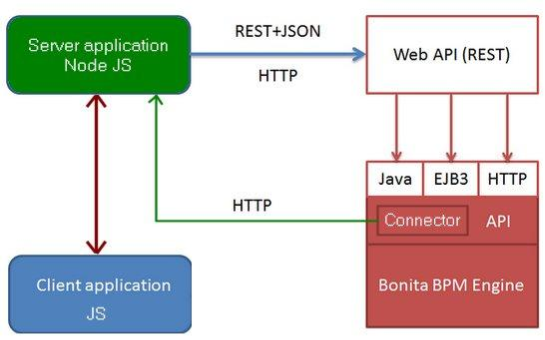 Server application
Node JS
REST+JSON
HTTP
Web API (REST)
Java
EJB3
HTTP
HTTP
Connector
API
Client application
JS
Bonita BPM Engine